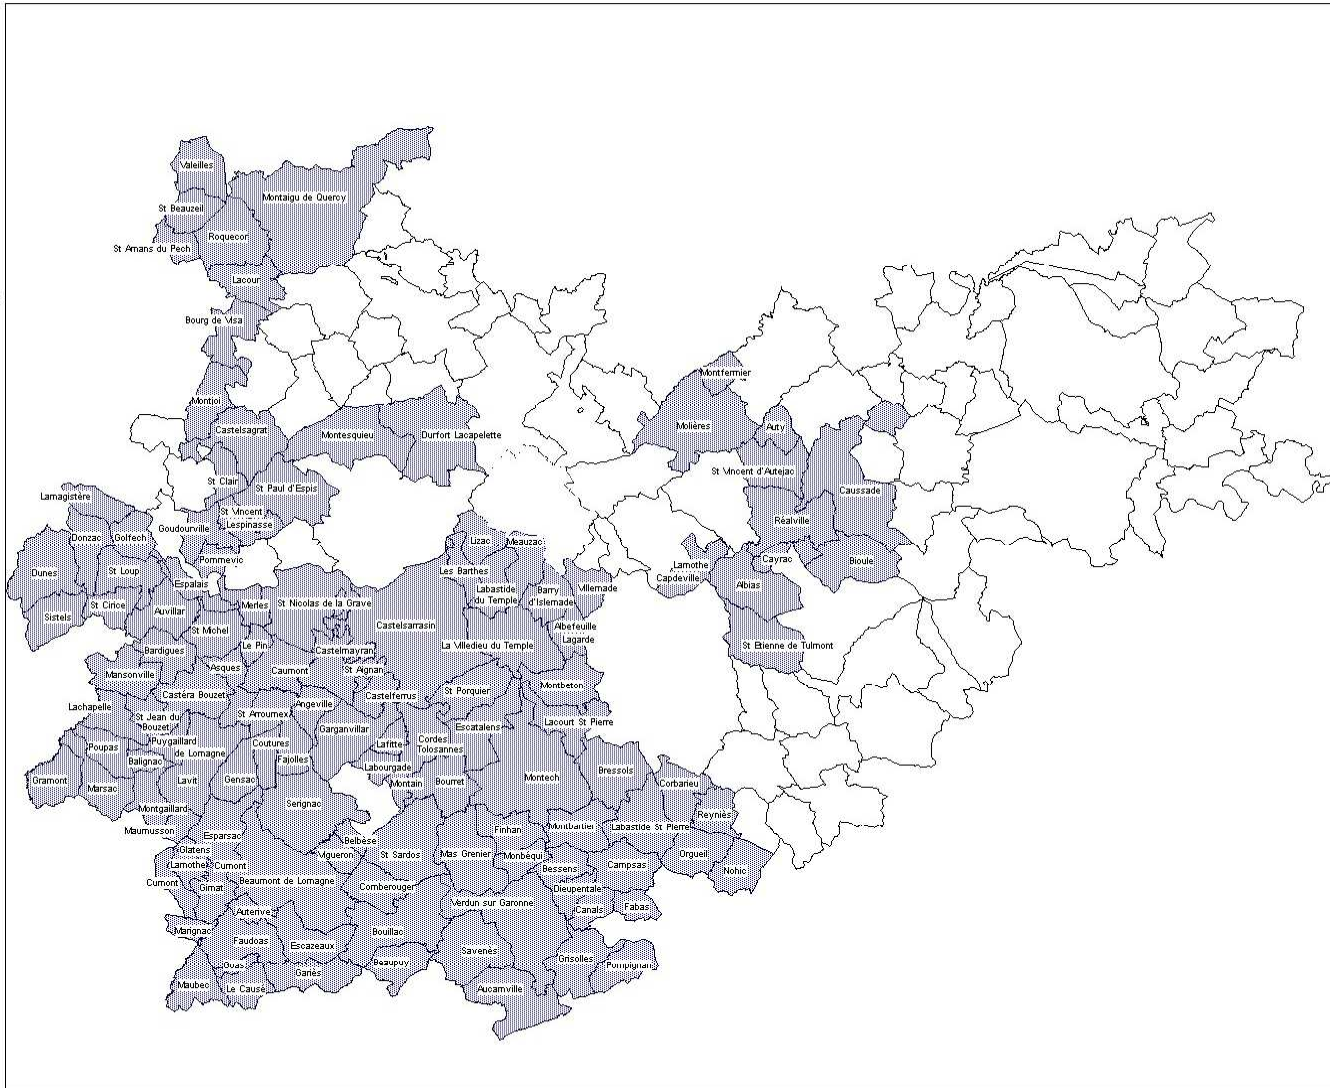 Valeilles
Montaigu de Quercy
St Beauzeil
Roquecor
St Amans du Pech
Lacour
Bourg de Visa
Montfermier
Montjoi
Castelsagrat
Montesquieu
Durfort Lacapelette
Molières
Auty
St Vincent d'Autejac
St Clair
St Paul d'Espis
Caussade
Lamagistère
St Vincent
Lespinasse
Goudourville
Réalville
Donzac
Golfech
Lizac
Meauzac
Pommevic
Cayrac
Bioule
Lamothe
Capdeville
Dunes
St Loup
Espalais
Les Barthes
Albias
Labastide
du Temple
Barry
d'Islemade
Villemade
Sistels
St Cirice
Auvillar
Merles
St Nicolas de la Grave
Castelsarrasin
Albefeuille
Lagarde
St Michel
Le Pin
La Villedieu du Temple
St Etienne de Tulmont
Bardigues
Castelmayran
Mansonville
Asques
Caumont
St Aignan
Castéra Bouzet
Castelferrus
St Porquier
Montbeton
Lachapelle
Angeville
St Jean du
Bouzet
St Arroumex
Garganvillar
Escatalens
Lacourt St Pierre
Poupas
Puygaillard
de Lomagne
Coutures
Lafitte
Cordes
Tolosannes
Balignac
Fajolles
Labourgade
Gramont
Marsac
Lavit
Gensac
Montain
Bourret
Montech
Bressols
Corbarieu
Montgaillard
Serignac
Reyniès
Maumusson
Esparsac
Finhan
Montbartier
Labastide St Pierre
Belbèse
Glatens
Vigueron
St Sardos
Mas Grenier
Monbéqui
Orgueil
Lamothe
Cumont
Bessens
Campsas
Nohic
Cumont
Gimat
Beaumont de Lomagne
Comberouger
Dieupentale
Verdun sur Garonne
Canals
Fabas
Auterive
Marignac
Faudoas
Escazeaux
Bouillac
Savenès
Goas
Gariès
Beaupuy
Grisolles
Pompignan
Maubec
Le Causé
Aucamville